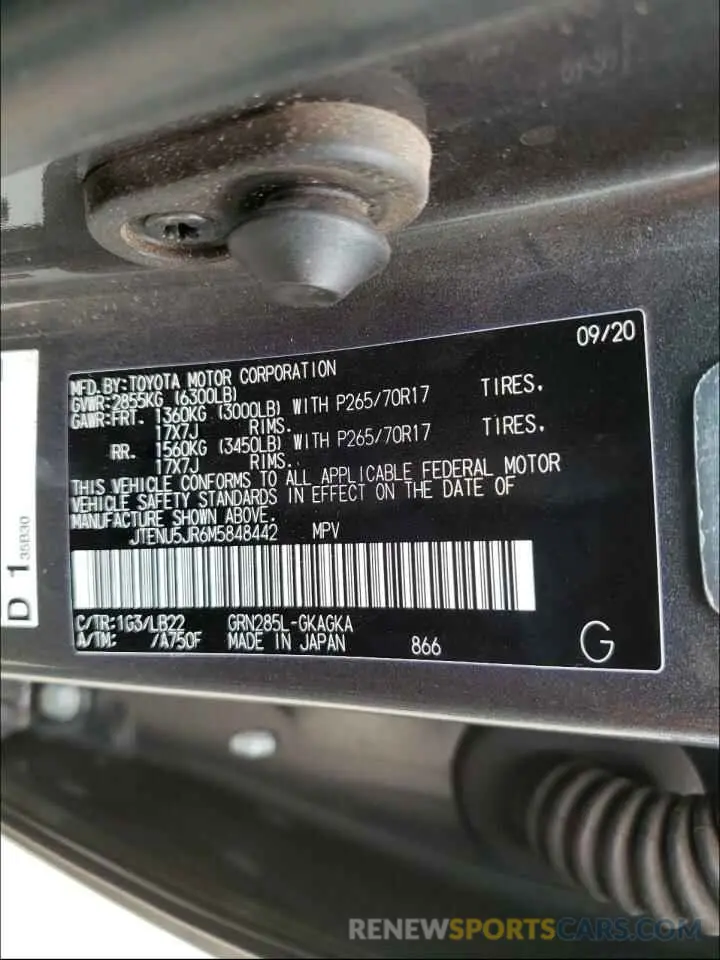 09/20
MFD. BY: TOYOTA MOTOR CORPORATION
GVWR: 2855KG (6300LB)
GAWR: FRT. 1360KG (3000LB) WITH P265/70R17 TIRES,
17X7J RIMS.
RR. 1560KG (3450LB) WITH P265/70R17 TIRES,
17X7J RIMS.
THIS VEHICLE CONFORMS TO ALL APPLICABLE FEDERAL MOTOR
VEHICLE SAFETY STANDARDS IN EFFECT ON THE DATE OF
MANUFACTURE SHOWN ABOVE.
JTENU5JR6M5848442 MPV
C/TR: 1G3/LB22 GRN285L-GKAGKA
A/TM: /A750F MADE IN JAPAN 866 G
D 1 35B30
RENEWSPORTSCARS.COM